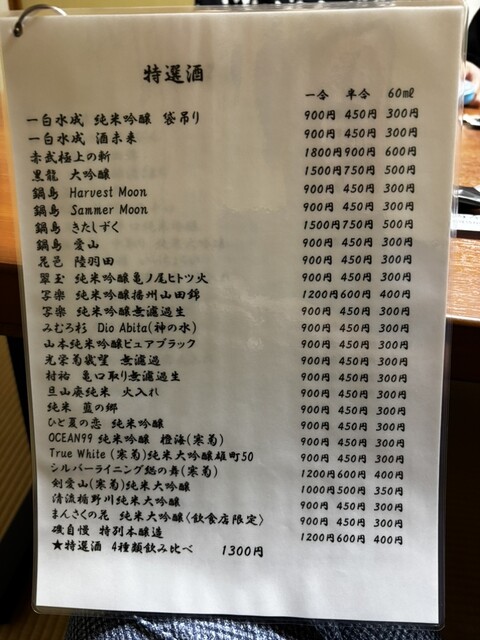 特選酒
一合 半合 60ml
一白水成 純米吟醸 袋吊り 900円 450円 300円
一白水成 酒未来 900円 450円 300円
赤武極上の斬 1800円 900円 600円
黒龍 大吟醸 1500円 750円 500円
鍋島 Harvest Moon 900円 450円 300円
鍋島 Sammer Moon 900円 450円 300円
鍋島 きたしずく 1500円 750円 500円
鍋島 愛山 900円 450円 300円
花邑 陸羽田 900円 450円 300円
翠玉 純米吟醸亀ノ尾ヒトツ火 900円 450円 300円
写楽 純米吟醸播州山田錦 1200円 600円 400円
写楽 純米吟醸無濾過生 900円 450円 300円
みむろ杉 Dio Abita(神の水) 900円 450円 300円
山本純米吟醸ピュアブラック 900円 450円 300円
光栄菊 無濾過 900円 450円 300円
村祐 亀口取り無濾過生 900円 450円 300円
純米 火入れ 900円 450円 300円
純米 藍の郷 900円 450円 300円
ひと夏の恋 純米吟醸 900円 450円 300円
OCEAN99 純米吟醸 橙海(寒菊) 900円 450円 300円
True White (寒菊)純米大吟醸雄町50 900円 450円 300円
シルバーライニング 総の舞(寒菊) 1200円 600円 400円
剣愛山(寒菊)純米大吟醸 1000円 500円 350円
清流楯野川純米大吟醸 900円 450円 300円
まんさくの花 純米大吟醸〈飲食店限定〉 900円 450円 300円
磯自慢 特別本醸造 1200円 600円 400円
★特選酒 4種類飲み比べ 1300円